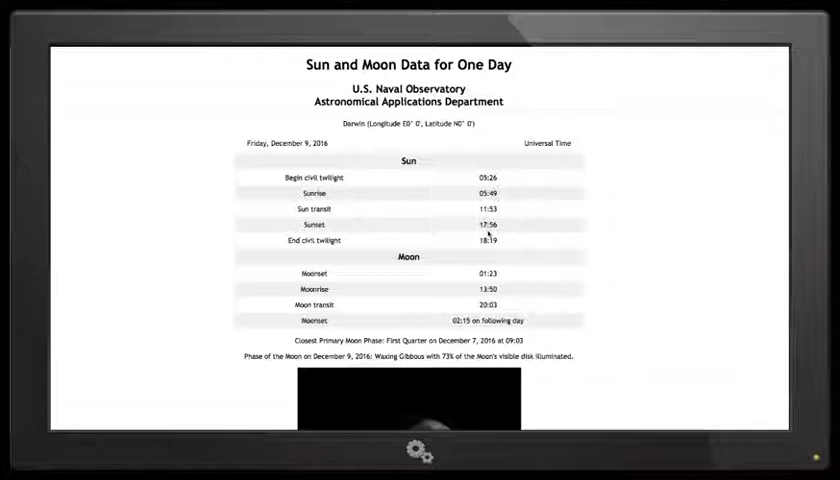 Sun and Moon Data for One Day
U.S. Naval Observatory
Astronomical Applications Department
Darwin (Longitude E0° 0', Latitude N0° 0')
Friday, December 9, 2016 Universal Time
Sun
Begin civil twilight 05:26
Sunrise 05:49
Sun transit 11:53
Sunset 17:56
End civil twilight 18:19
Moon
Moonset 01:23
Moonrise 13:50
Moon transit 20:03
Moonset 02:15 on following day
Closest Primary Moon Phase: First Quarter on December 7, 2016 at 09:03
Phase of the Moon on December 9, 2016: Waxing Gibbous with 73% of the Moon's visible disk illuminated.